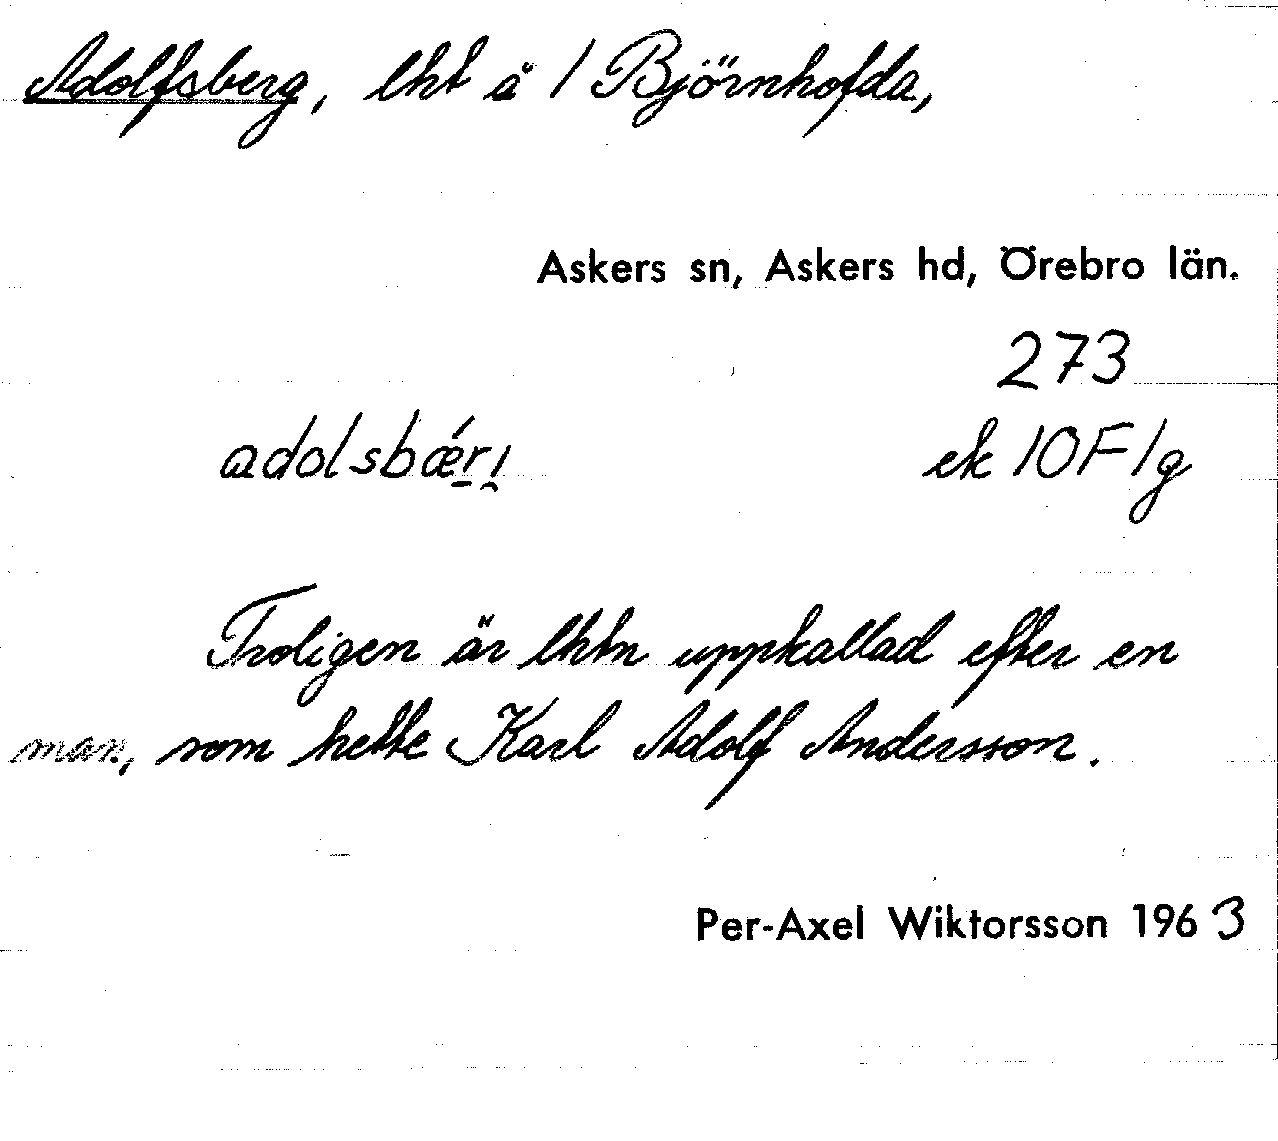 Adolfsberg, lht å 1 Björnhofda,
Askers sn, Askers hd, Örebro län.
273
adolsbǽrı̣ ek 10F1g
Troligen är lhtn uppkallad efter en
man, som hette Karl Adolf Andersson.
Per-Axel Wiktorsson 1963